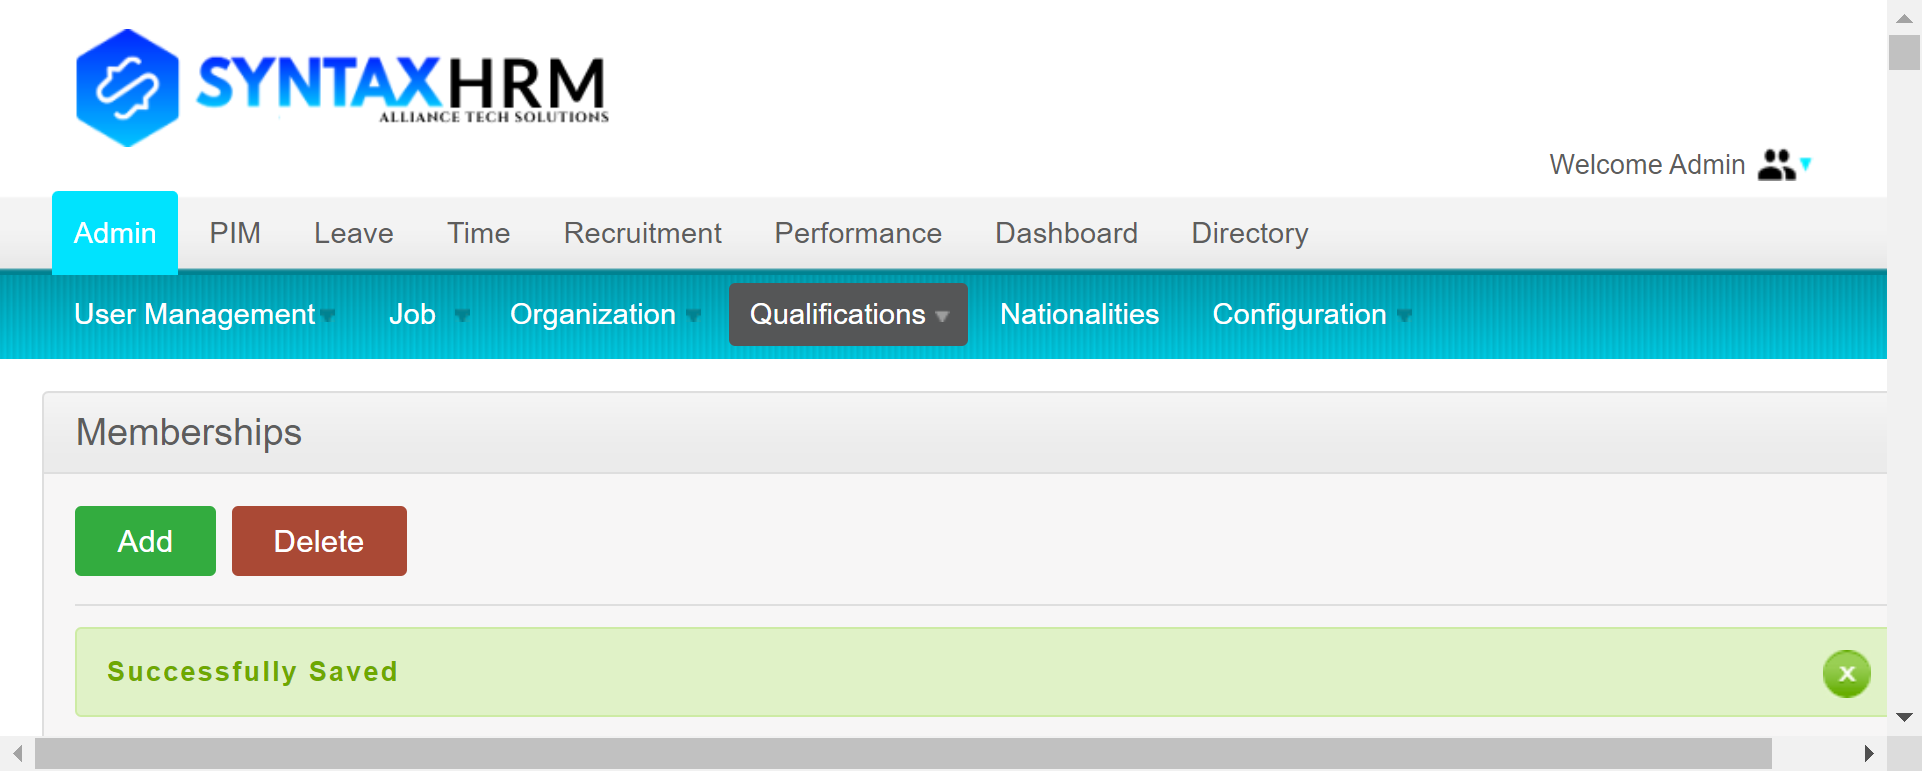 SYNTAXHRM
ALLIANCE TECH SOLUTIONS
Welcome Admin
Admin PIM Leave Time Recruitment Performance Dashboard Directory
User Management Job Organization Qualifications Nationalities Configuration
Memberships
Add Delete
Successfully Saved